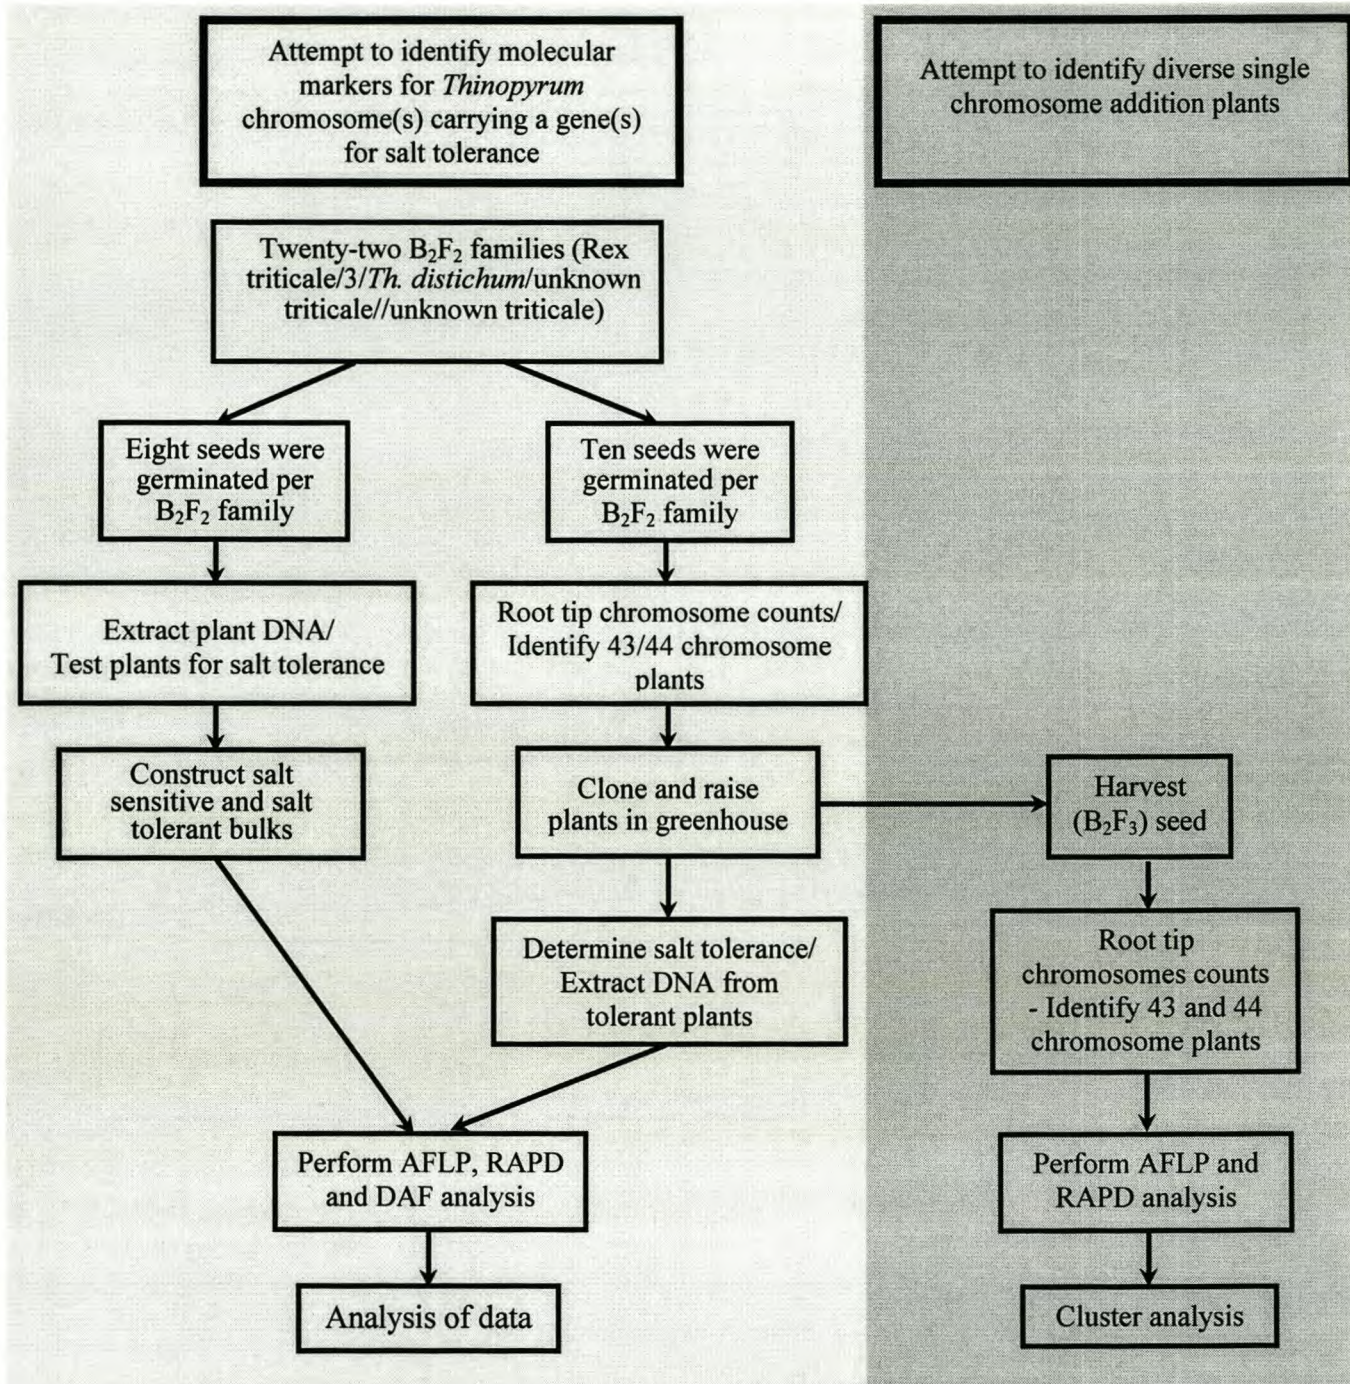 Attempt to identify molecular
markers for Thinopyrum
chromosome(s) carrying a gene(s)
for salt tolerance
Attempt to identify diverse single
chromosome addition plants
Twenty-two B₂F₂ families (Rex
triticale/3/Th. distichum/unknown
triticale//unknown triticale)
Eight seeds were
germinated per
B₂F₂ family
Ten seeds were
germinated per
B₂F₂ family
Extract plant DNA/
Test plants for salt tolerance
Root tip chromosome counts/
Identify 43/44 chromosome
plants
Construct salt
sensitive and salt
tolerant bulks
Clone and raise
plants in greenhouse
Harvest
(B₂F₃) seed
Determine salt tolerance/
Extract DNA from
tolerant plants
Root tip
chromosomes counts
- Identify 43 and 44
chromosome plants
Perform AFLP, RAPD
and DAF analysis
Perform AFLP and
RAPD analysis
Analysis of data
Cluster analysis